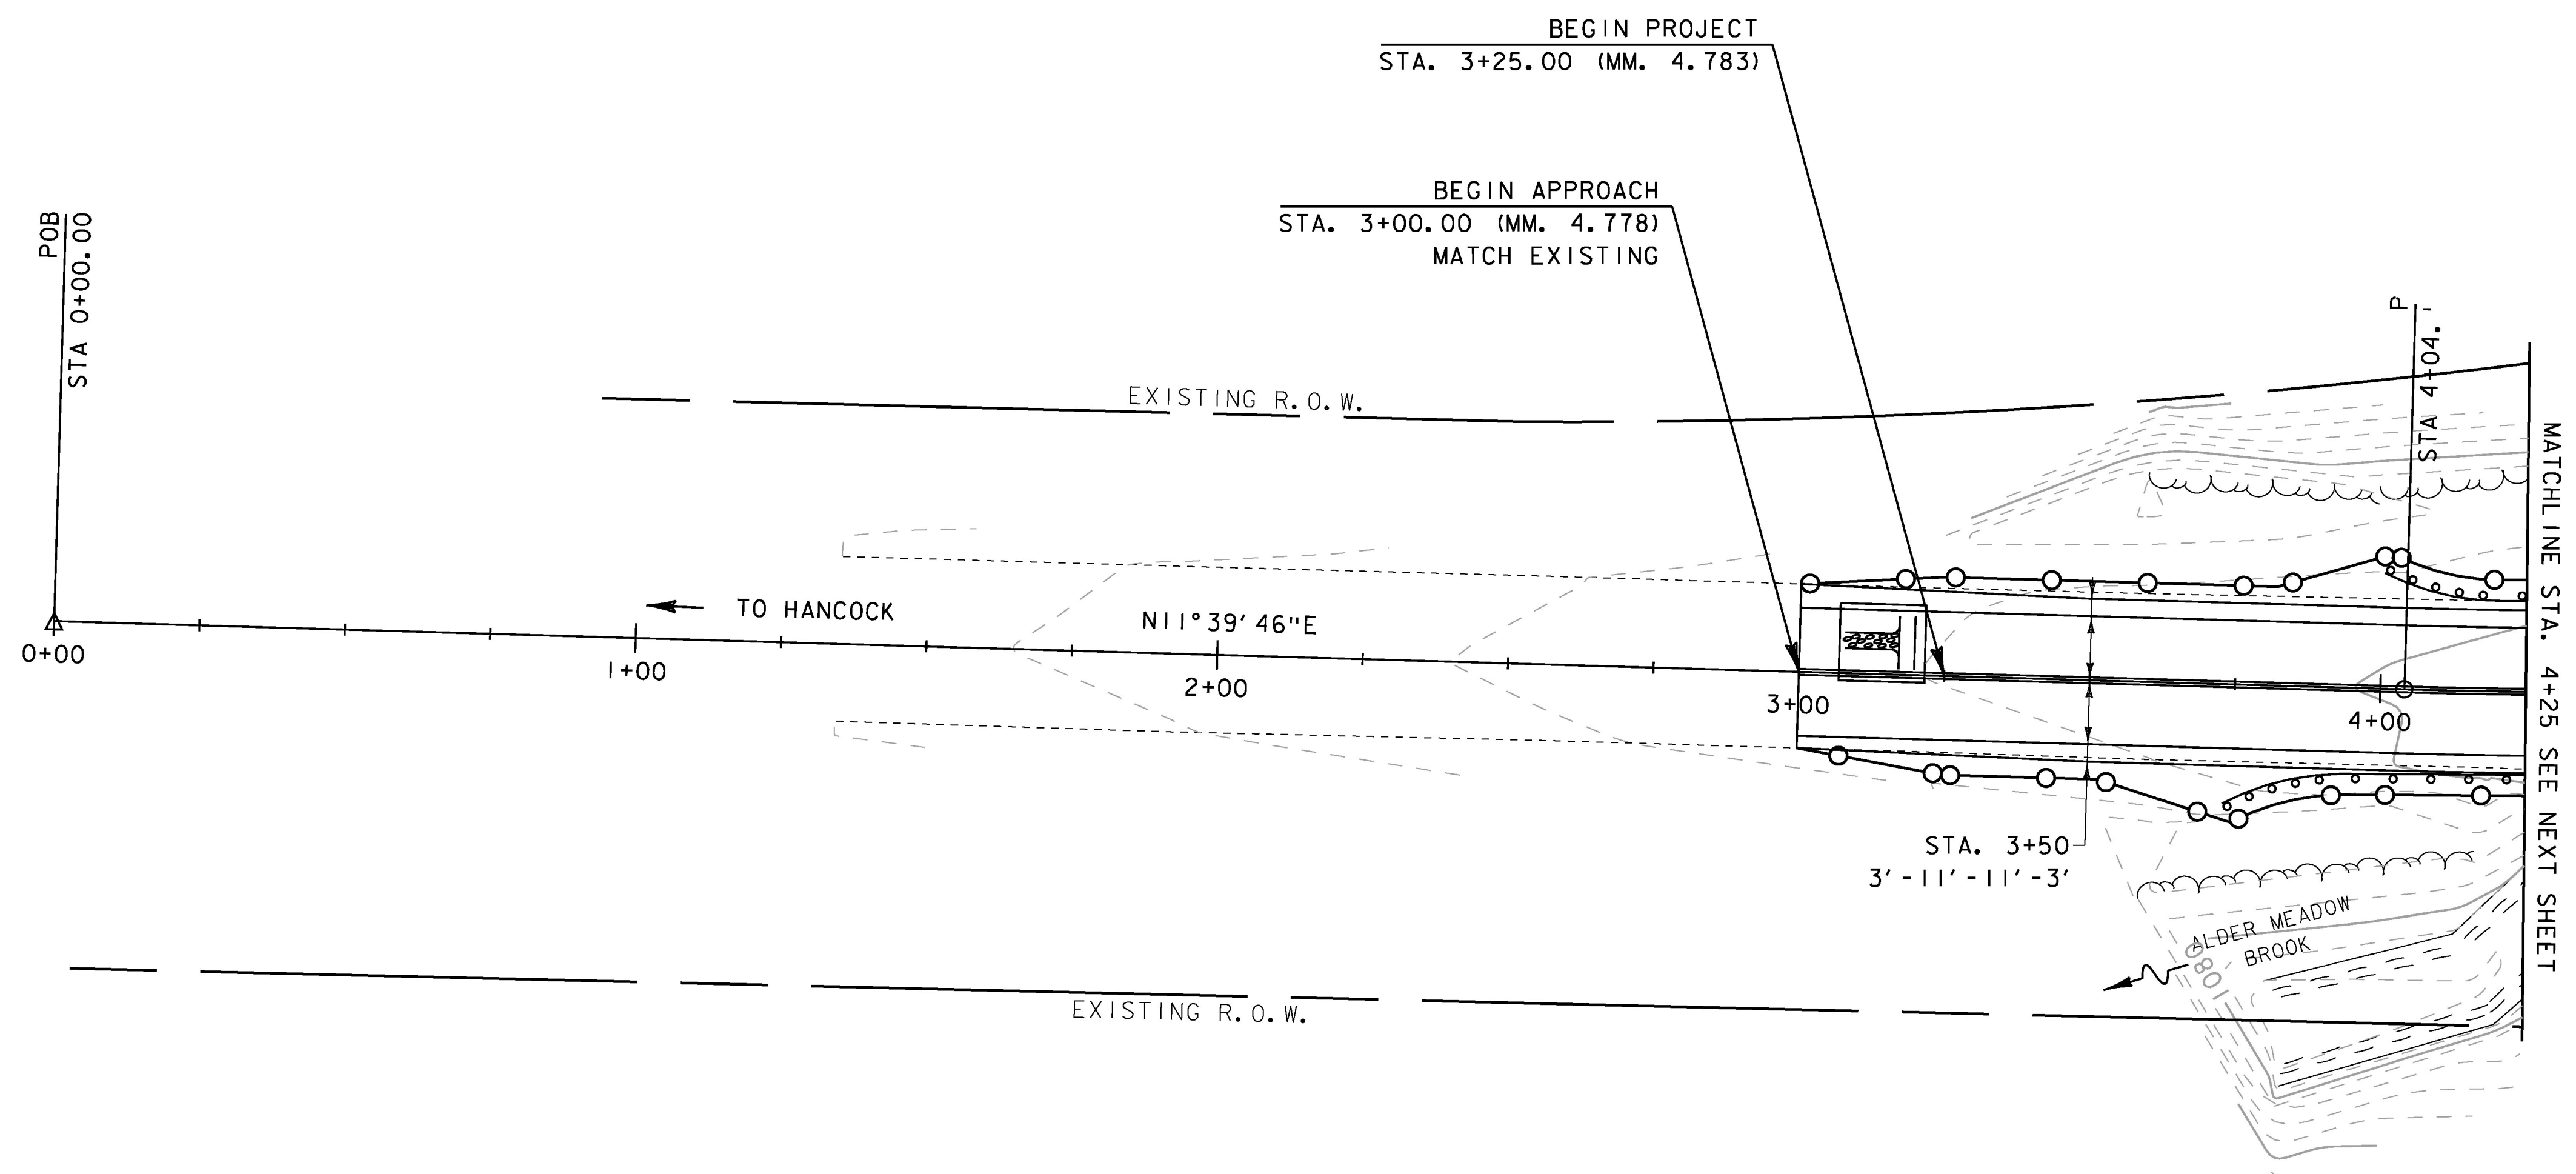 BEGIN PROJECT
STA. 3+25.00 (MM. 4.783)
BEGIN APPROACH
STA. 3+00.00 (MM. 4.778)
MATCH EXISTING
POB
STA 0+00.00
P
STA 4+04.
EXISTING R.O.W.
TO HANCOCK
N11°39'46"E
0+00
1+00
2+00
3+00
4+00
STA. 3+50
3'-11'-11'-3'
ALDER MEADOW
BROOK
1080
EXISTING R.O.W.
MATCHLINE STA. 4+25 SEE NEXT SHEET